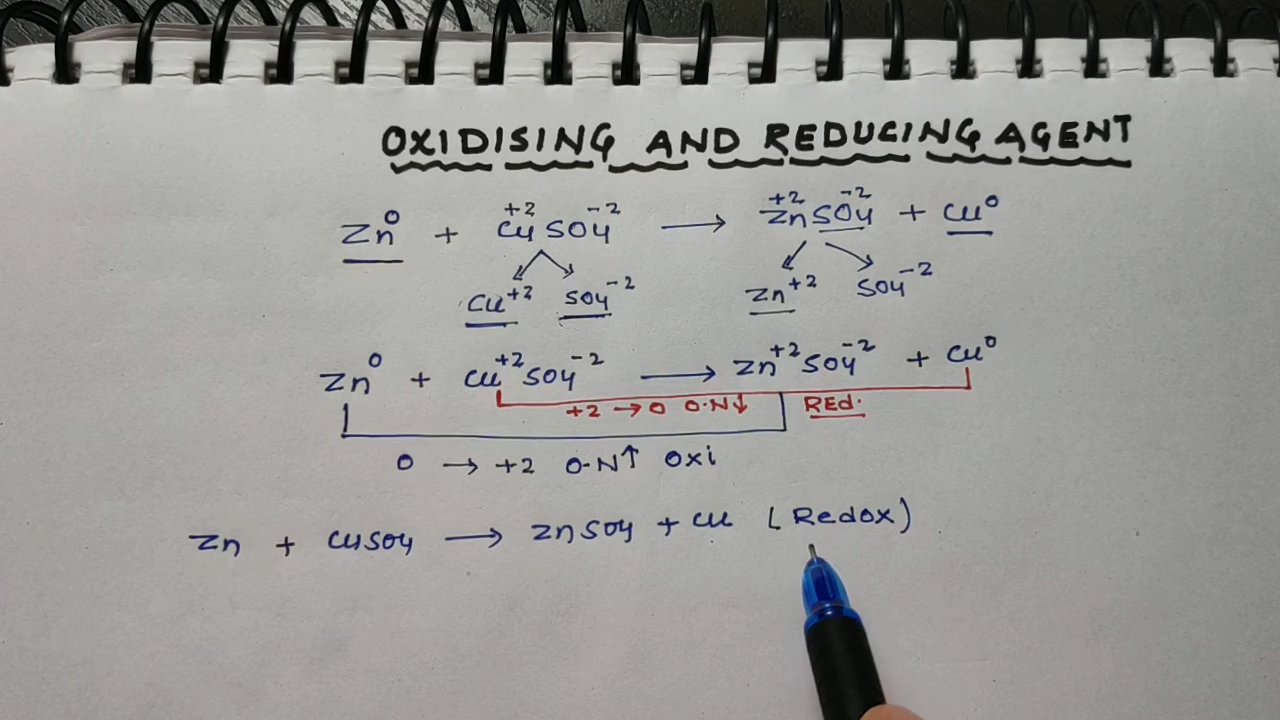 OXIDISING AND REDUCING AGENT
Zn⁰ + Cu⁺²SO₄⁻² → Zn⁺²SO₄⁻² + Cu⁰
Cu⁺² SO₄⁻² Zn⁺² SO₄⁻²
Zn⁰ + Cu⁺²SO₄⁻² → Zn⁺²SO₄⁻² + Cu⁰
+2 → 0 O.N↓ REd.
0 → +2 O.N↑ Oxi
Zn + CuSO₄ → ZnSO₄ + Cu (Redox)